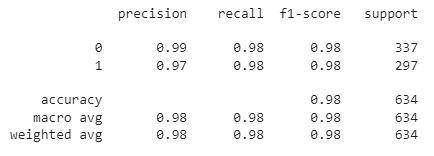 precision recall f1-score support
0 0.99 0.98 0.98 337
1 0.97 0.98 0.98 297
accuracy 0.98 634
macro avg 0.98 0.98 0.98 634
weighted avg 0.98 0.98 0.98 634